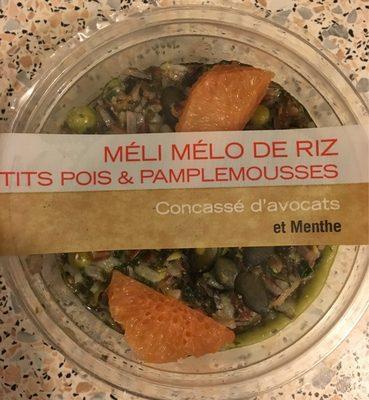 MÉLI MÉLO DE RIZ
TITS POIS & PAMPLEMOUSSES
Concassé d'avocats
et Menthe